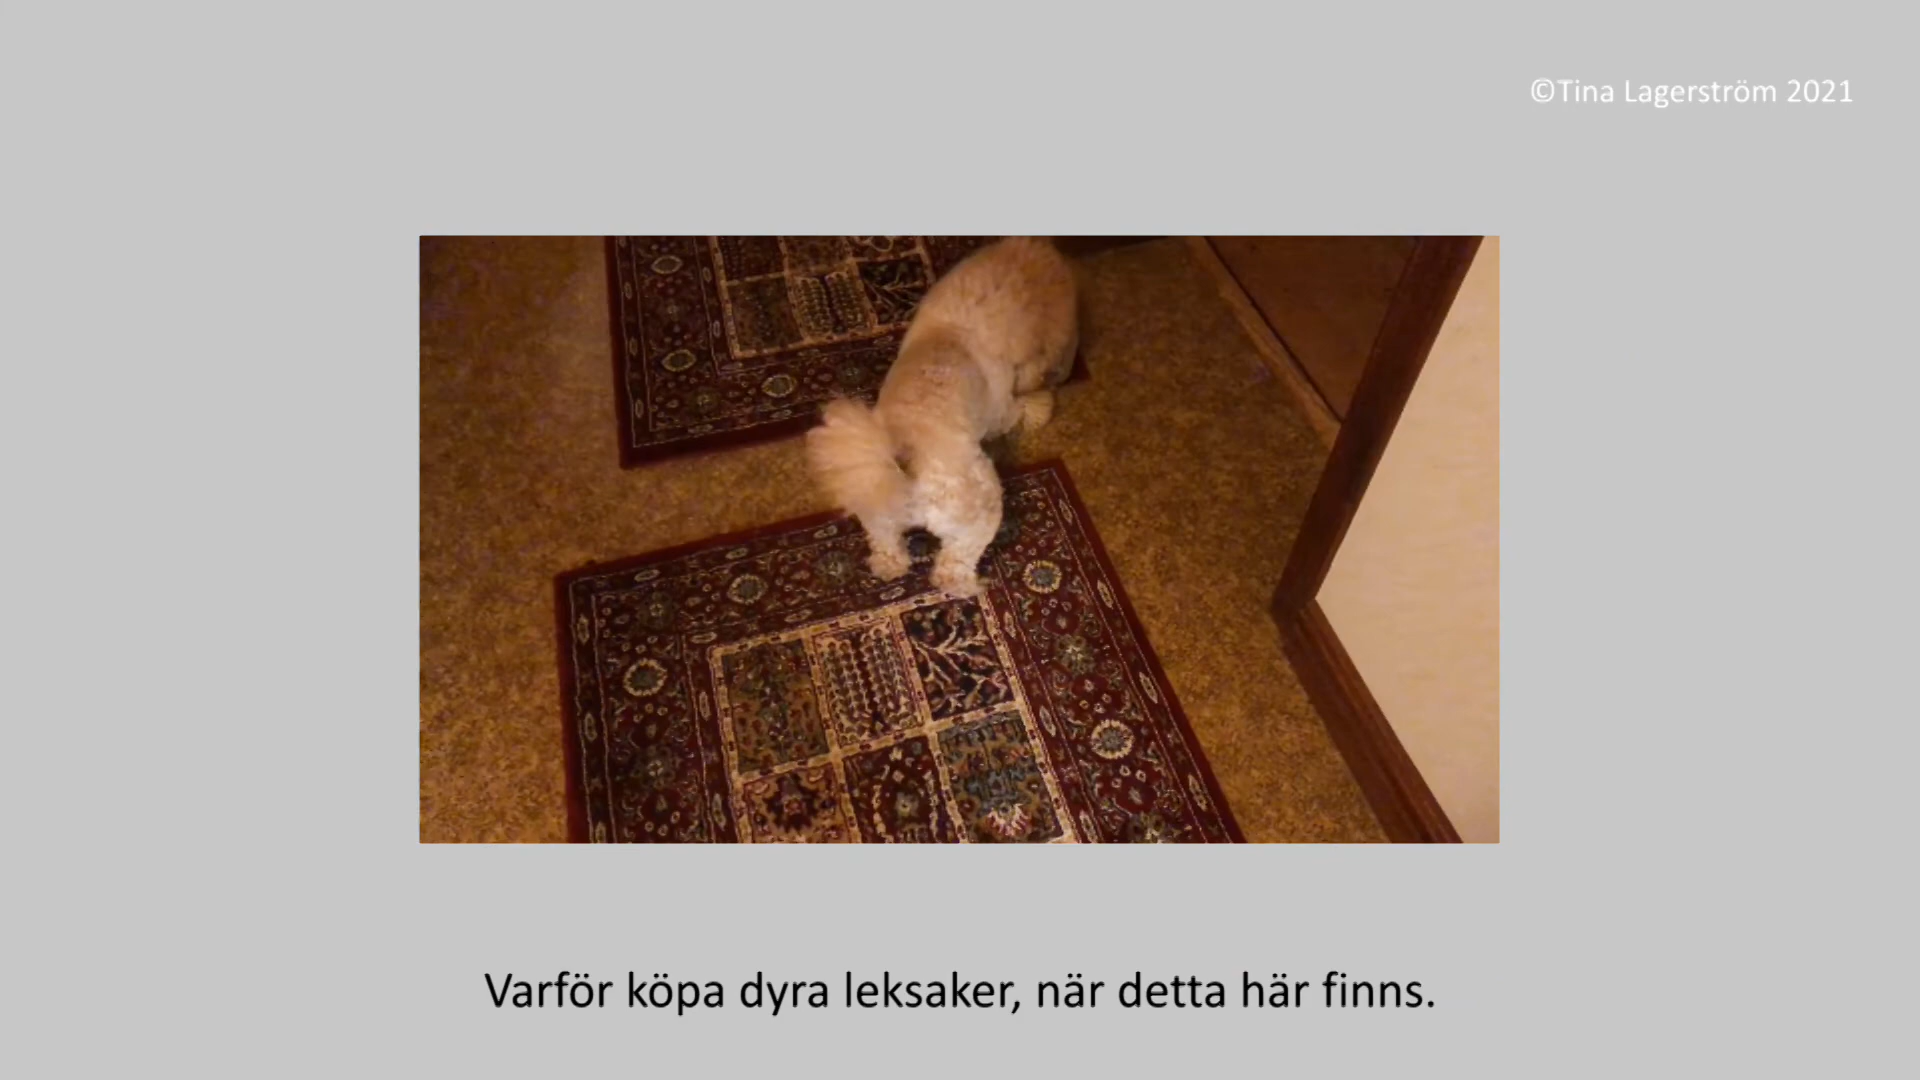 ©Tina Lagerström 2021
Varför köpa dyra leksaker, när detta här finns.